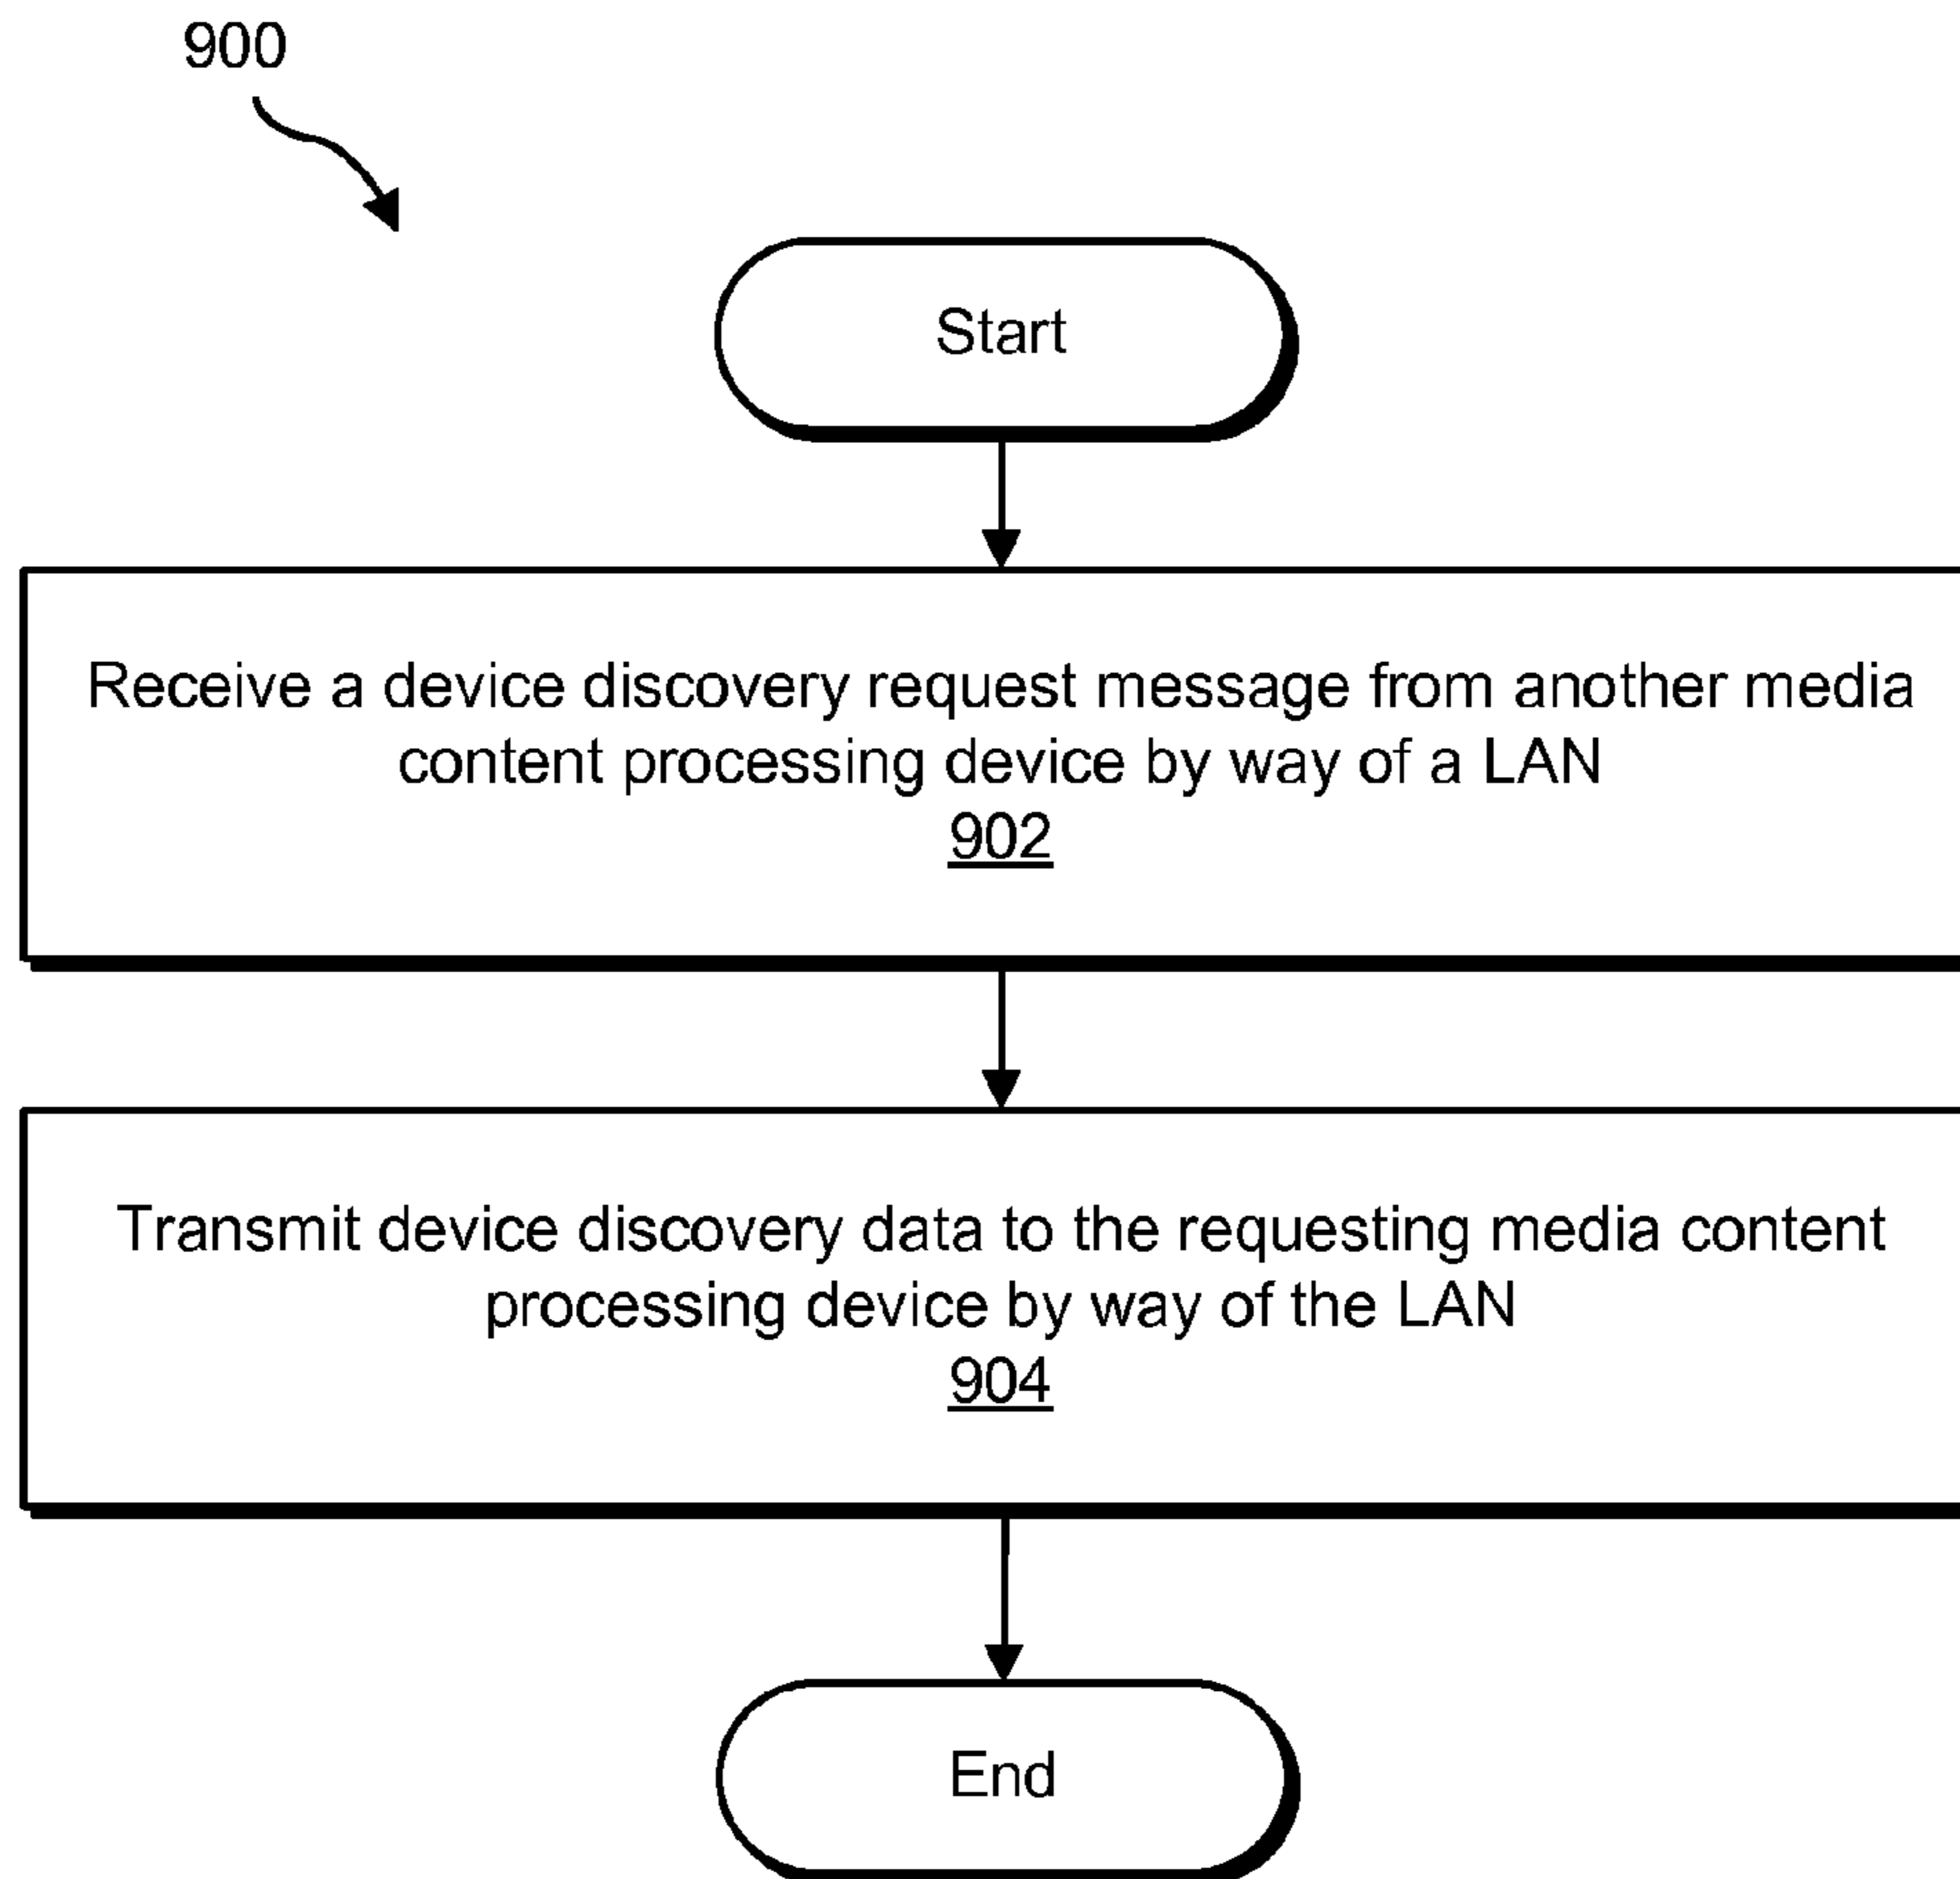 900
Start
Receive a device discovery request message from another media
content processing device by way of a LAN
902
Transmit device discovery data to the requesting media content
processing device by way of the LAN
904
End